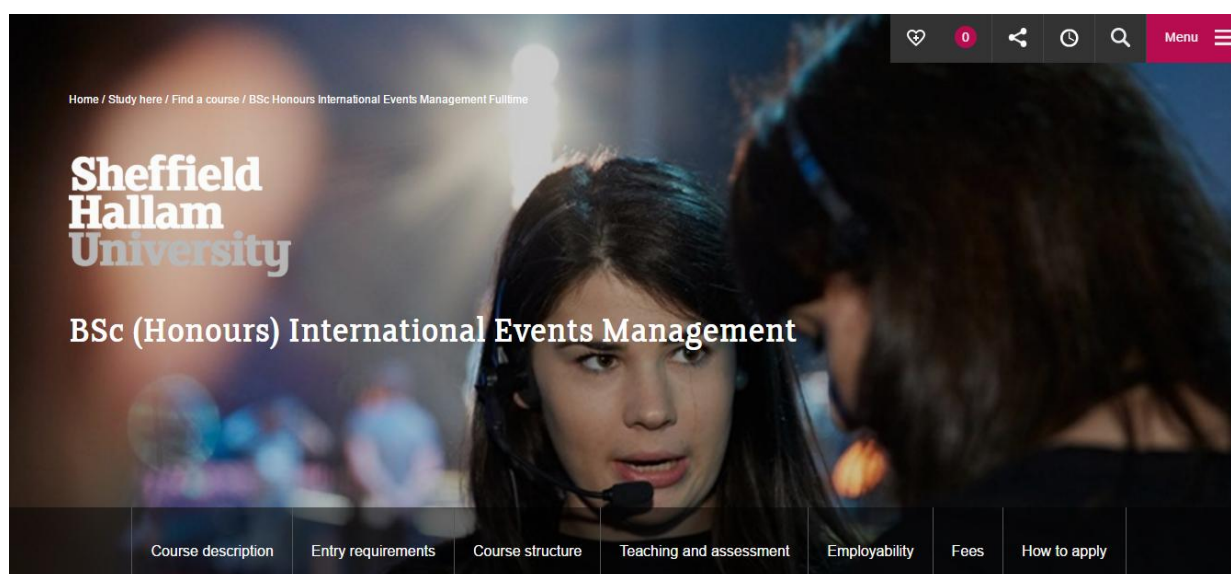 0
Menu
Home / Study here / Find a course / BSc Honours International Events Management Fulltime
Sheffield
Hallam
University
BSc (Honours) International Events Management
Course description Entry requirements Course structure Teaching and assessment Employability Fees How to apply